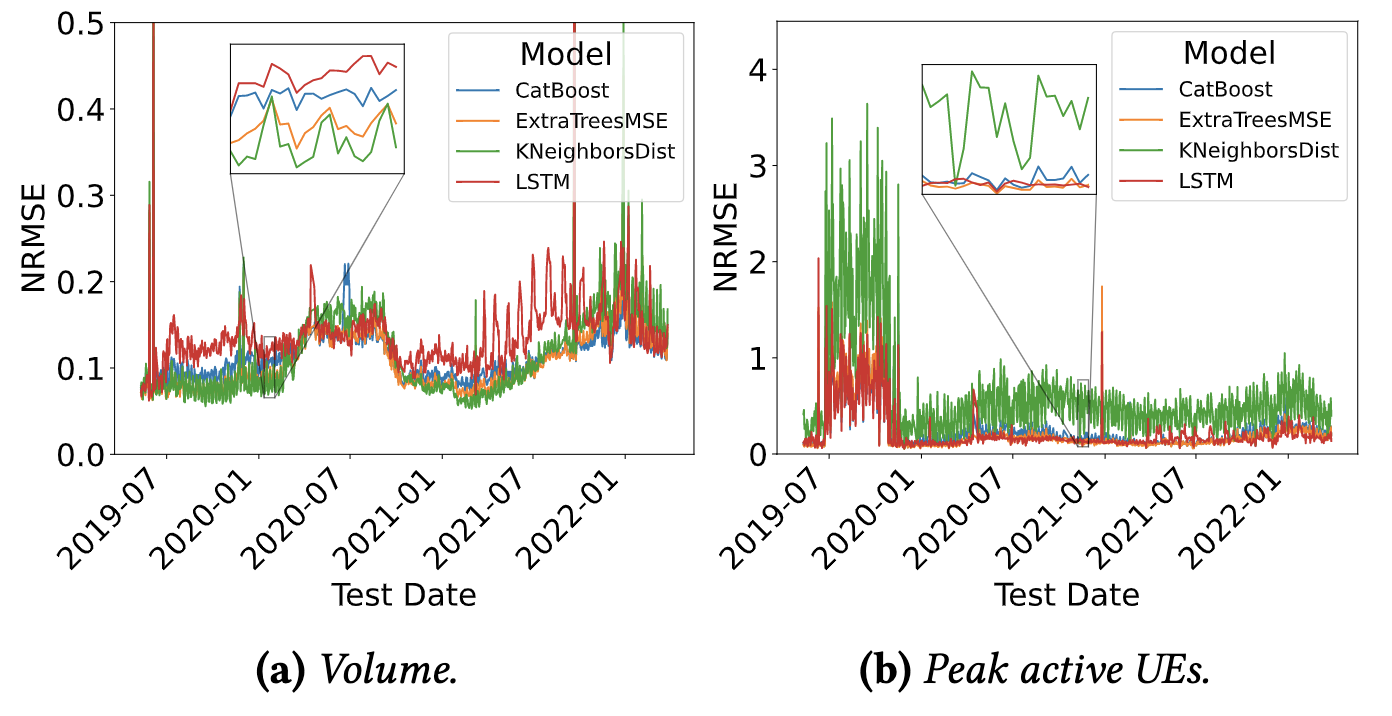 0.5
0.4
0.3
0.2
0.1
0.0
NRMSE
Model
CatBoost
ExtraTreesMSE
KNeighborsDist
LSTM
2019-07
2020-01
2020-07
2021-01
2021-07
2022-01
Test Date
(a) Volume.
4
3
2
1
0
NRMSE
Model
CatBoost
ExtraTreesMSE
KNeighborsDist
LSTM
2019-07
2020-01
2020-07
2021-01
2021-07
2022-01
Test Date
(b) Peak active UEs.